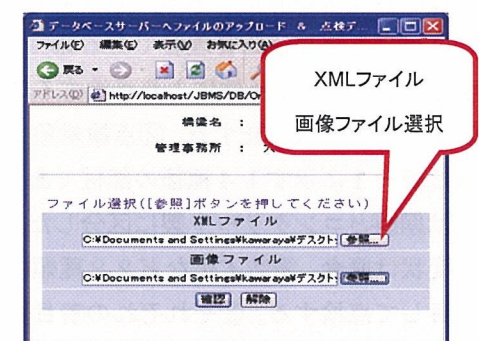 データベースサーバーへファイルのアップロード & 点検デ...
ファイル(F) 編集(E) 表示(V) お気に入り(A)
戻る
アドレス(D) http://localhost/JBMS/DB/Or
XMLファイル
画像ファイル選択
橋梁名 :
管理事務所 :
ファイル選択([参照]ボタンを押してください)
XMLファイル
C:¥Documents and Settings¥kawaraya¥デスクト 参照...
画像ファイル
C:¥Documents and Settings¥kawaraya¥デスクト 参照...
確認 解除